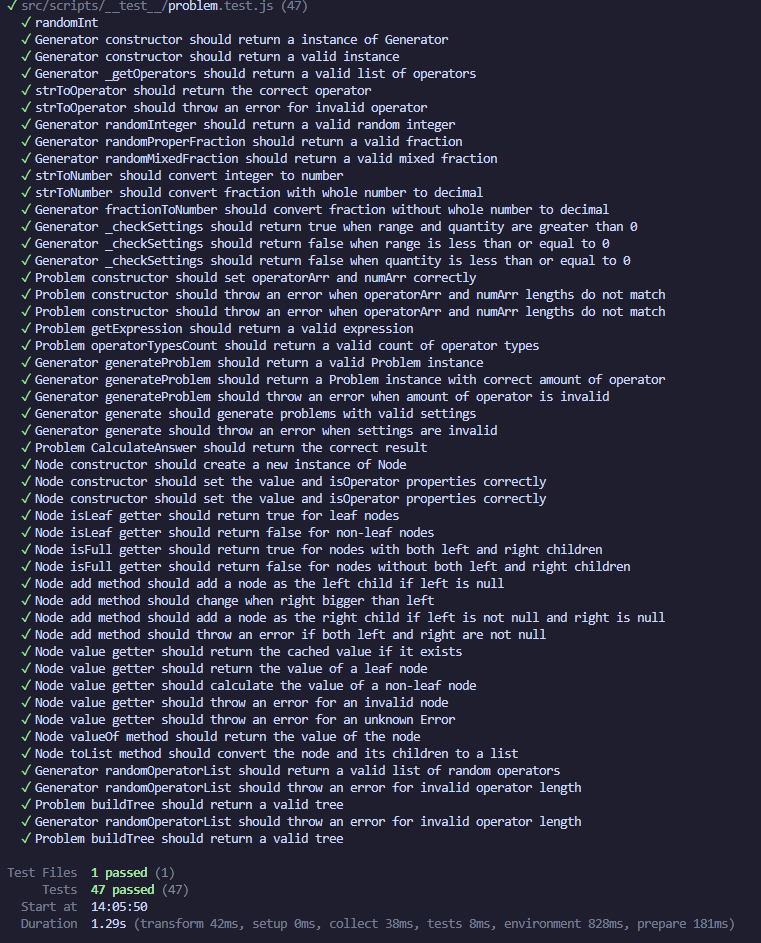 ✓ src/scripts/__test__/problem.test.js (47)
✓ randomInt
✓ Generator constructor should return a instance of Generator
✓ Generator constructor should return a valid instance
✓ Generator _getOperators should return a valid list of operators
✓ strToOperator should return the correct operator
✓ strToOperator should throw an error for invalid operator
✓ Generator randomInteger should return a valid random integer
✓ Generator randomProperFraction should return a valid fraction
✓ Generator randomMixedFraction should return a valid mixed fraction
✓ strToNumber should convert integer to number
✓ strToNumber should convert fraction with whole number to decimal
✓ Generator fractionToNumber should convert fraction without whole number to decimal
✓ Generator _checkSettings should return true when range and quantity are greater than 0
✓ Generator _checkSettings should return false when range is less than or equal to 0
✓ Generator _checkSettings should return false when quantity is less than or equal to 0
✓ Problem constructor should set operatorArr and numArr correctly
✓ Problem constructor should throw an error when operatorArr and numArr lengths do not match
✓ Problem constructor should throw an error when operatorArr and numArr lengths do not match
✓ Problem getExpression should return a valid expression
✓ Problem operatorTypesCount should return a valid count of operator types
✓ Generator generateProblem should return a valid Problem instance
✓ Generator generateProblem should return a Problem instance with correct amount of operator
✓ Generator generateProblem should throw an error when amount of operator is invalid
✓ Generator generate should generate problems with valid settings
✓ Generator generate should throw an error when settings are invalid
✓ Problem CalculateAnswer should return the correct result
✓ Node constructor should create a new instance of Node
✓ Node constructor should set the value and isOperator properties correctly
✓ Node constructor should set the value and isOperator properties correctly
✓ Node isLeaf getter should return true for leaf nodes
✓ Node isLeaf getter should return false for non-leaf nodes
✓ Node isFull getter should return true for nodes with both left and right children
✓ Node isFull getter should return false for nodes without both left and right children
✓ Node add method should add a node as the left child if left is null
✓ Node add method should change when right bigger than left
✓ Node add method should add a node as the right child if left is not null and right is null
✓ Node add method should throw an error if both left and right are not null
✓ Node value getter should return the cached value if it exists
✓ Node value getter should return the value of a leaf node
✓ Node value getter should calculate the value of a non-leaf node
✓ Node value getter should throw an error for an invalid node
✓ Node value getter should throw an error for an unknown Error
✓ Node valueOf method should return the value of the node
✓ Node toList method should convert the node and its children to a list
✓ Generator randomOperatorList should return a valid list of random operators
✓ Generator randomOperatorList should throw an error for invalid operator length
✓ Problem buildTree should return a valid tree
✓ Generator randomOperatorList should throw an error for invalid operator length
✓ Problem buildTree should return a valid tree
Test Files 1 passed (1)
Tests 47 passed (47)
Start at 14:05:50
Duration 1.29s (transform 42ms, setup 0ms, collect 38ms, tests 8ms, environment 828ms, prepare 181ms)